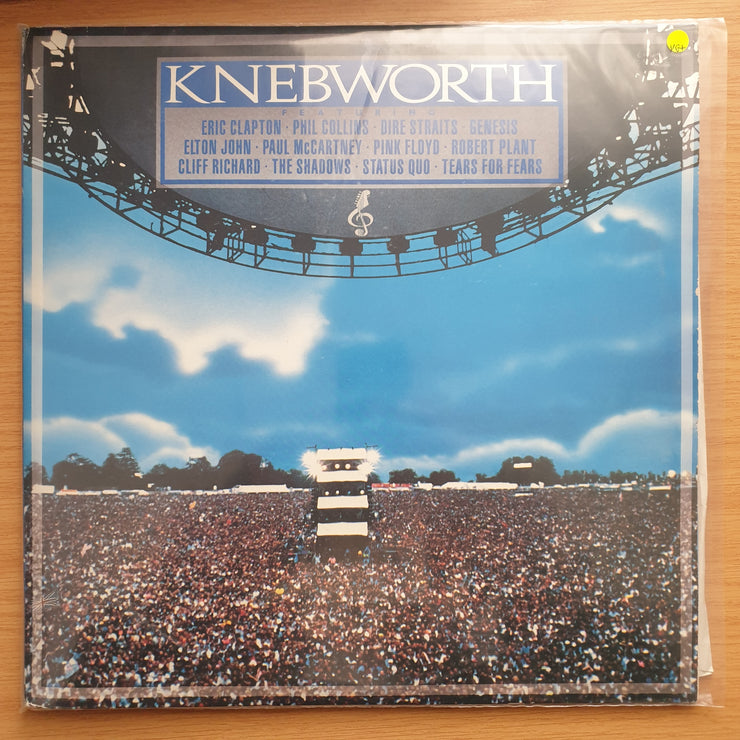 VG+
KNEBWORTH
FEATURING
ERIC CLAPTON · PHIL COLLINS · DIRE STRAITS · GENESIS
ELTON JOHN · PAUL McCARTNEY · PINK FLOYD · ROBERT PLANT
CLIFF RICHARD · THE SHADOWS · STATUS QUO · TEARS FOR FEARS